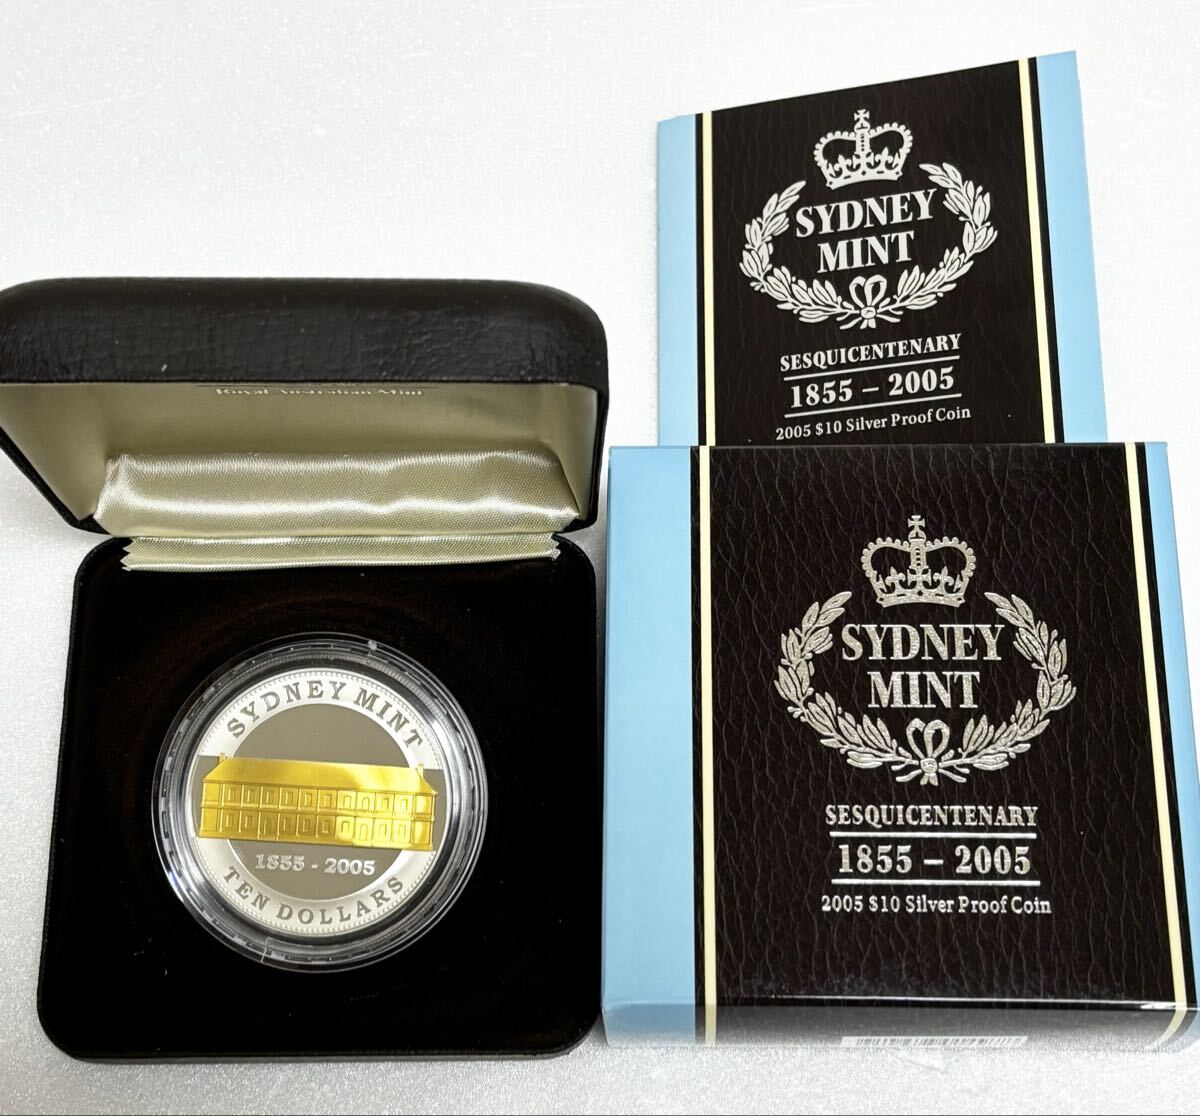 SYDNEY
MINT
SESQUICENTENARY
1855 – 2005
2005 $10 Silver Proof Coin
Royal Australian Mint
SYDNEY MINT
1855 - 2005
TEN DOLLARS
SYDNEY
MINT
SESQUICENTENARY
1855 – 2005
2005 $10 Silver Proof Coin